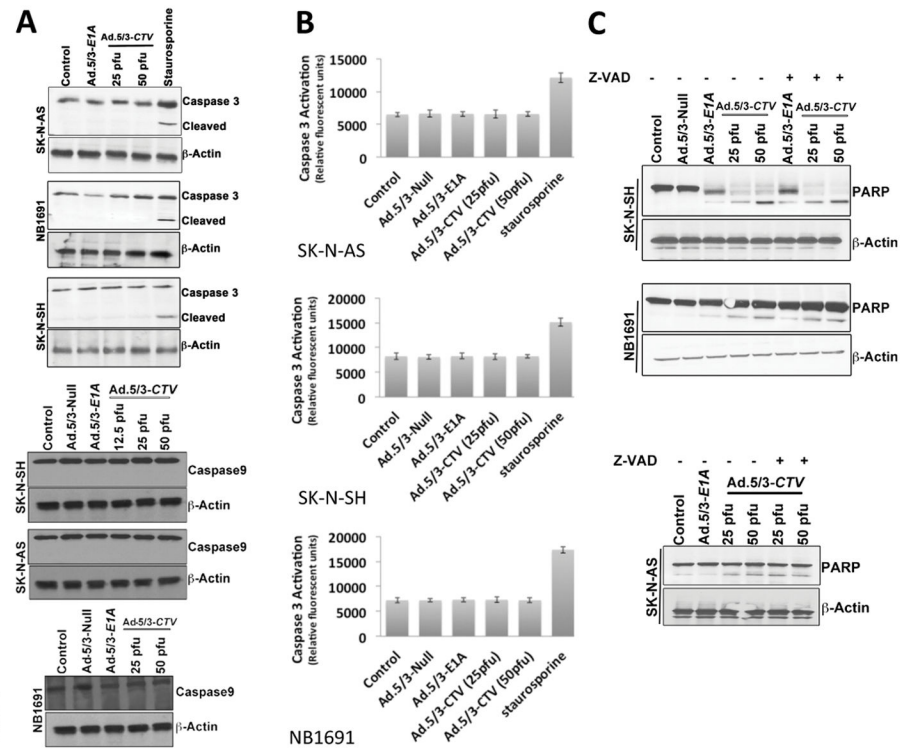 A
Control
Ad.5/3-E1A
Ad.5/3-CTV
25 pfu
50 pfu
Staurosporine
SK-N-AS
Caspase 3
Cleaved
β-Actin
NB1691
Caspase 3
Cleaved
β-Actin
SK-N-SH
Caspase 3
Cleaved
β-Actin
Control
Ad.5/3-Null
Ad.5/3-E1A
Ad.5/3-CTV
12.5 pfu
25 pfu
50 pfu
SK-N-SH
Caspase9
β-Actin
SK-N-AS
Caspase9
β-Actin
Control
Ad-5/3-Null
Ad-5/3-E1A
Ad-5/3-CTV
25 pfu
50 pfu
NB1691
Caspase9
β-Actin
B
Caspase 3 Activation
(Relative fluorescent units)
15000
10000
5000
0
Control
Ad.5/3-Null
Ad.5/3-E1A
Ad.5/3-CTV (25pfu)
Ad.5/3-CTV (50pfu)
staurosporine
SK-N-AS
Caspase 3 Activation
(Relative fluorescent units)
20000
15000
10000
5000
0
Control
Ad.5/3-Null
Ad.5/3-E1A
Ad.5/3-CTV (25pfu)
Ad.5/3-CTV (50pfu)
staurosporine
SK-N-SH
Caspase 3 Activation
(Relative fluorescent units)
20000
15000
10000
5000
0
Control
Ad.5/3-Null
Ad.5/3-E1A
Ad.5/3-CTV (25pfu)
Ad.5/3-CTV (50pfu)
staurosporine
NB1691
C
Z-VAD - - - - - + + +
Control
Ad.5/3-Null
Ad.5/3-E1A
Ad.5/3-CTV
25 pfu
50 pfu
Ad.5/3-E1A
Ad.5/3-CTV
25 pfu
50 pfu
SK-N-SH
PARP
β-Actin
NB1691
PARP
β-Actin
Z-VAD - - - - + +
Control
Ad.5/3-E1A
Ad.5/3-CTV
25 pfu
50 pfu
25 pfu
50 pfu
SK-N-AS
PARP
β-Actin